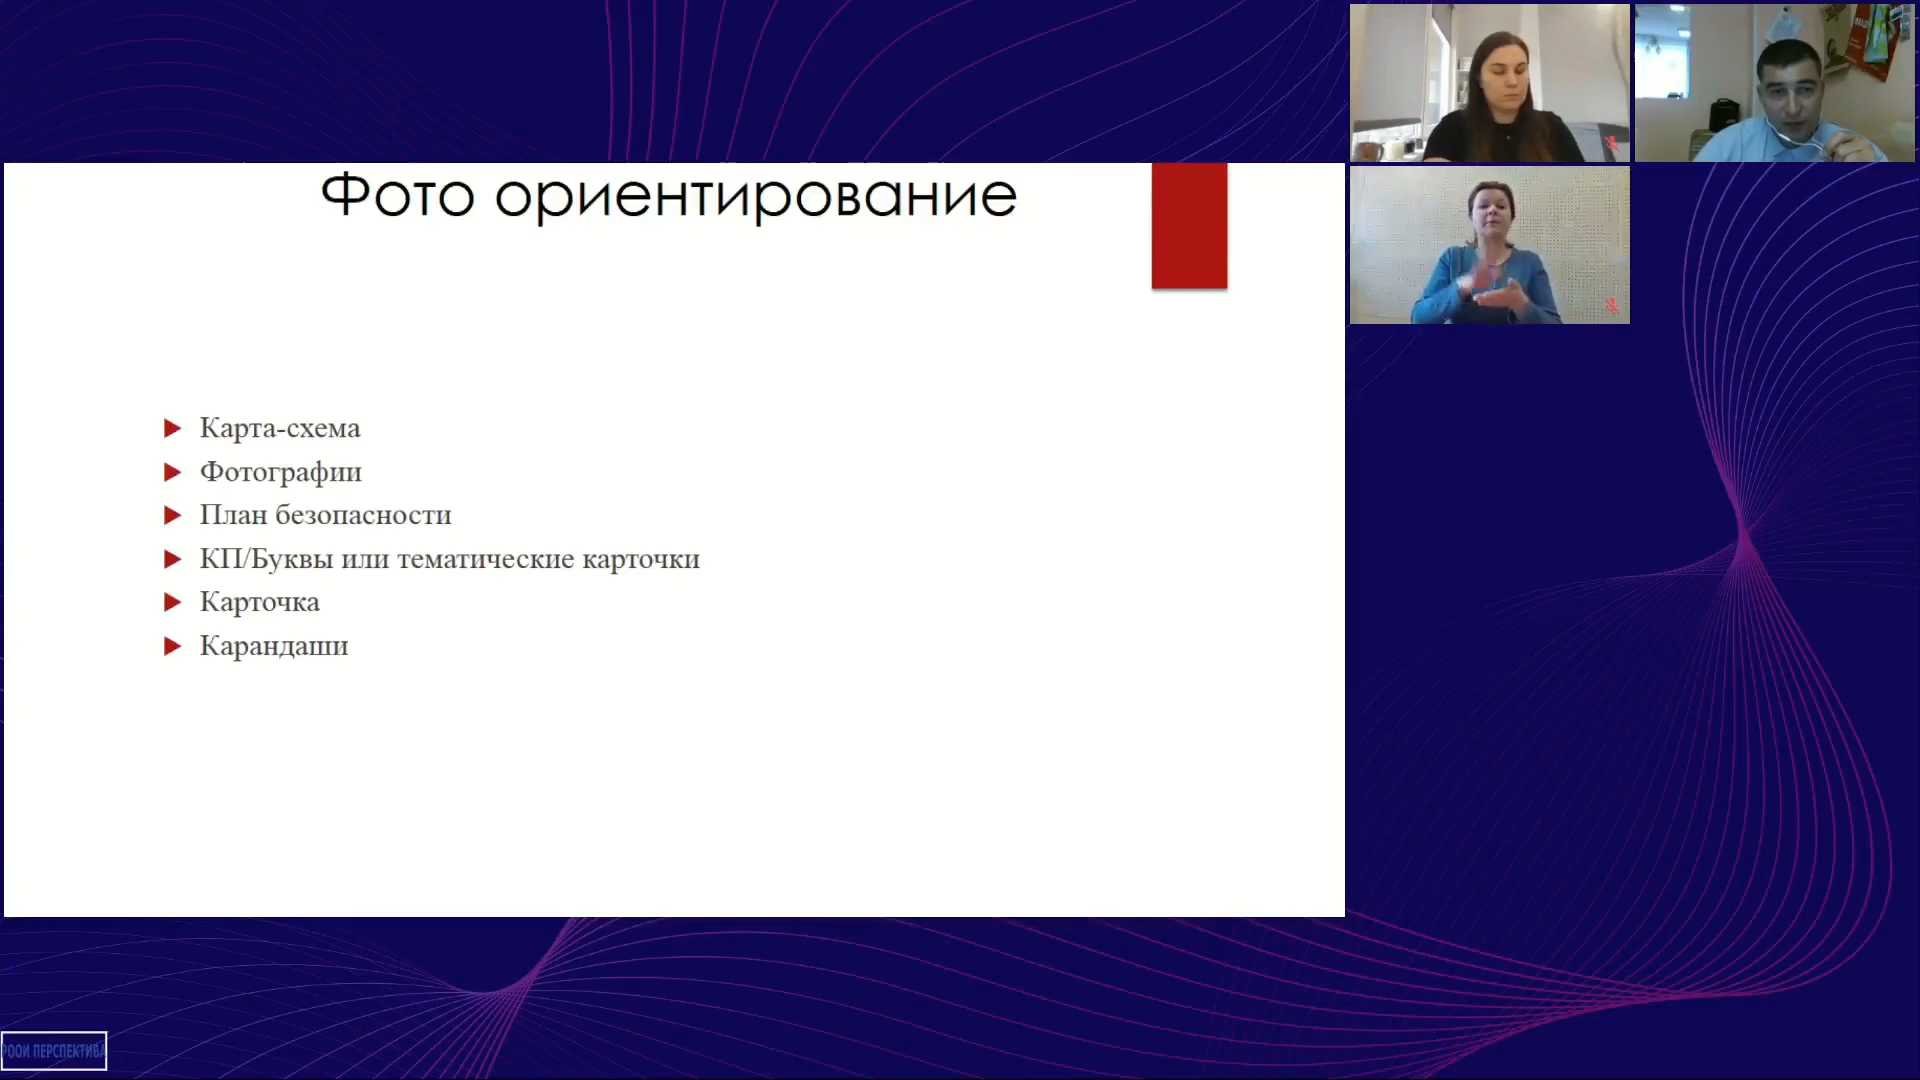 Фото ориентирование
Карта-схема
Фотографии
План безопасности
КП/Буквы или тематические карточки
Карточка
Карандаши
РООИ ПЕРСПЕКТИВА